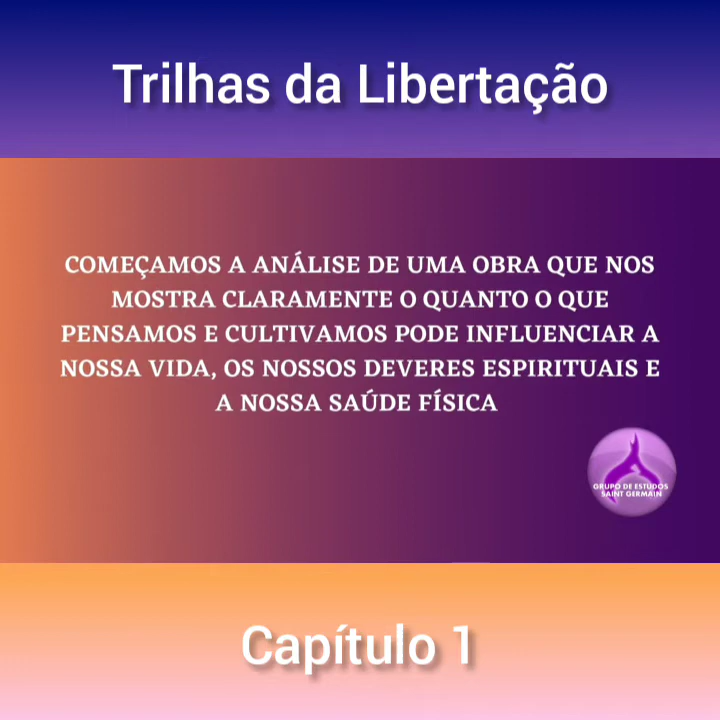 Trilhas da Libertação
COMEÇAMOS A ANÁLISE DE UMA OBRA QUE NOS
MOSTRA CLARAMENTE O QUANTO O QUE
PENSAMOS E CULTIVAMOS PODE INFLUENCIAR A
NOSSA VIDA, OS NOSSOS DEVERES ESPIRITUAIS E
A NOSSA SAÚDE FÍSICA
GRUPO DE ESTUDOS
SAINT GERMAIN
Capítulo 1